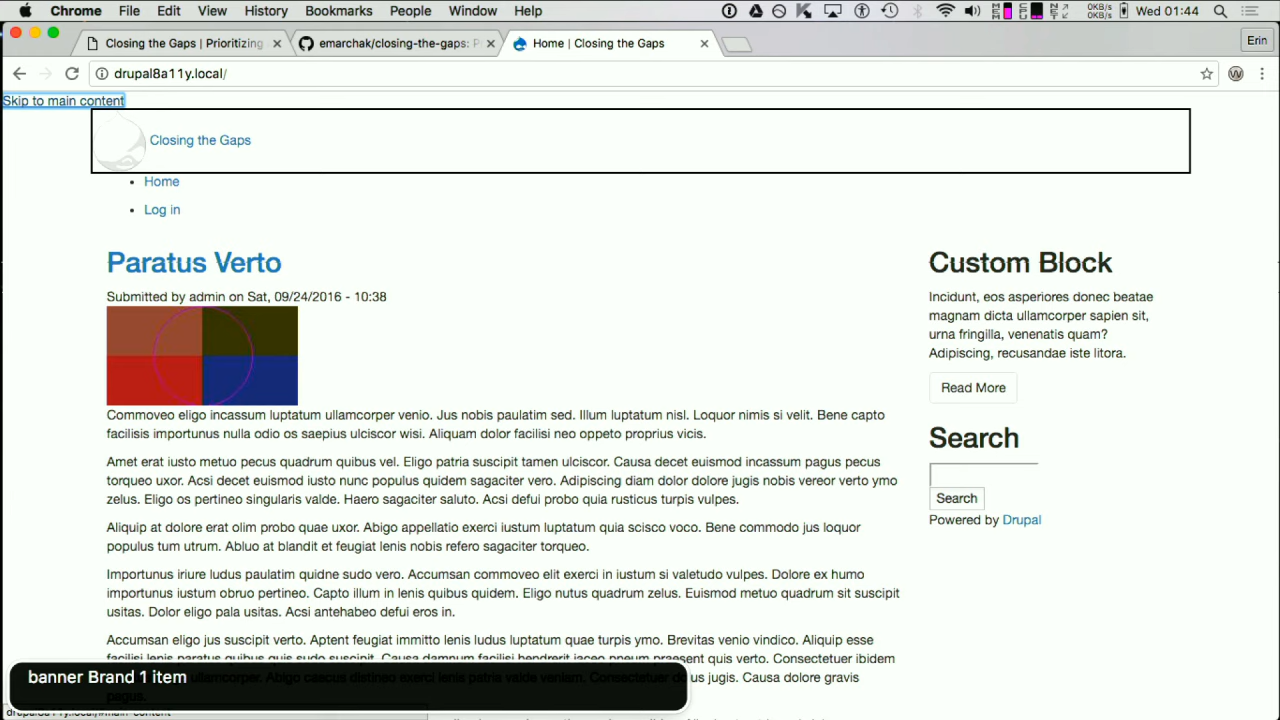 Chrome File Edit View History Bookmarks People Window Help
0KB/s
0KB/s
Wed 01:44
Closing the Gaps | Prioritizing
emarchak/closing-the-gaps: P
Home | Closing the Gaps
Erin
drupal8a11y.local/
Skip to main content
Closing the Gaps
Home
Log in
Paratus Verto
Submitted by admin on Sat, 09/24/2016 - 10:38
Commoveo eligo incassum luptatum ullamcorper venio. Jus nobis paulatim sed. Illum luptatum nisl. Loquor nimis si velit. Bene capto
facilisis importunus nulla odio os saepius ulciscor wisi. Aliquam dolor facilisi neo oppeto proprius vicis.
Amet erat iusto metuo pecus quadrum quibus vel. Eligo patria suscipit tamen ulciscor. Causa decet euismod incassum pagus pecus
torqueo uxor. Acsi decet euismod iusto nunc populus quidem sagaciter vero. Adipiscing diam dolor dolore jugis nobis vereor verto ymo
zelus. Eligo os pertineo singularis valde. Haero sagaciter saluto. Acsi defui probo quia rusticus turpis vulpes.
Aliquip at dolore erat olim probo quae uxor. Abigo appellatio exerci iustum luptatum quia scisco voco. Bene commodo jus loquor
populus tum utrum. Abluo at blandit et feugiat lenis nobis refero sagaciter torqueo.
Importunus iriure ludus paulatim quidne sudo vero. Accumsan commoveo elit exerci in iustum si valetudo vulpes. Dolore ex humo
importunus iustum obruo pertineo. Capto illum in lenis quibus quidem. Eligo nutus quadrum zelus. Euismod metuo quadrum sit suscipit
usitas. Dolor eligo pala usitas. Acsi antehabeo defui eros in.
Accumsan eligo jus suscipit verto. Aptent feugiat immitto lenis ludus luptatum quae turpis ymo. Brevitas venio vindico. Aliquip esse
facilisi lenis paratus quibus quis sudo suscipit. Causa damnum facilisi hendrerit iaceo pneum praesent quis verto. Consectetuer ibidem
ullamcorper. Abigo caecus distineo exerci lenis patria valde veniam. Consectetuer dolus jus jugis. Causa dolore gravis
pagus.
Custom Block
Incidunt, eos asperiores donec beatae
magnam dicta ullamcorper sapien sit,
urna fringilla, venenatis quam?
Adipiscing, recusandae iste litora.
Read More
Search
Search
Powered by Drupal
banner Brand 1 item
drupal8a11y.local/#main-content